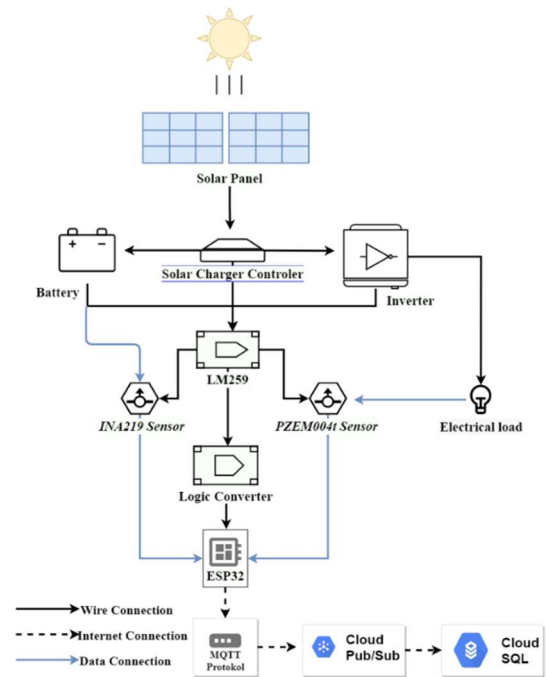 Solar Panel
Solar Charger Controler
Battery
Inverter
LM259
INA219 Sensor
PZEM004t Sensor
Electrical load
Logic Converter
ESP32
Wire Connection
Internet Connection
Data Connection
MQTT
Protokol
Cloud
Pub/Sub
Cloud
SQL